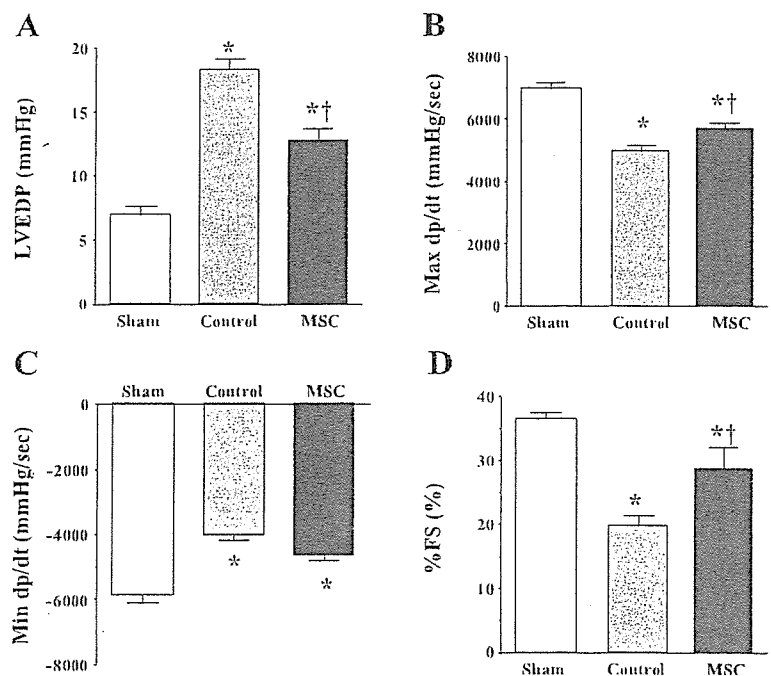 A
LVEDP (mmHg)
20
15
10
5
0
*
*†
Sham Control MSC
B
Max dp/dt (mmHg/sec)
8000
6000
4000
2000
0
*
*†
Sham Control MSC
C
Sham Control MSC
Min dp/dt (mmHg/sec)
0
-2000
-4000
-6000
-8000
*
*
D
%FS (%)
40
30
20
10
0
*
*†
Sham Control MSC